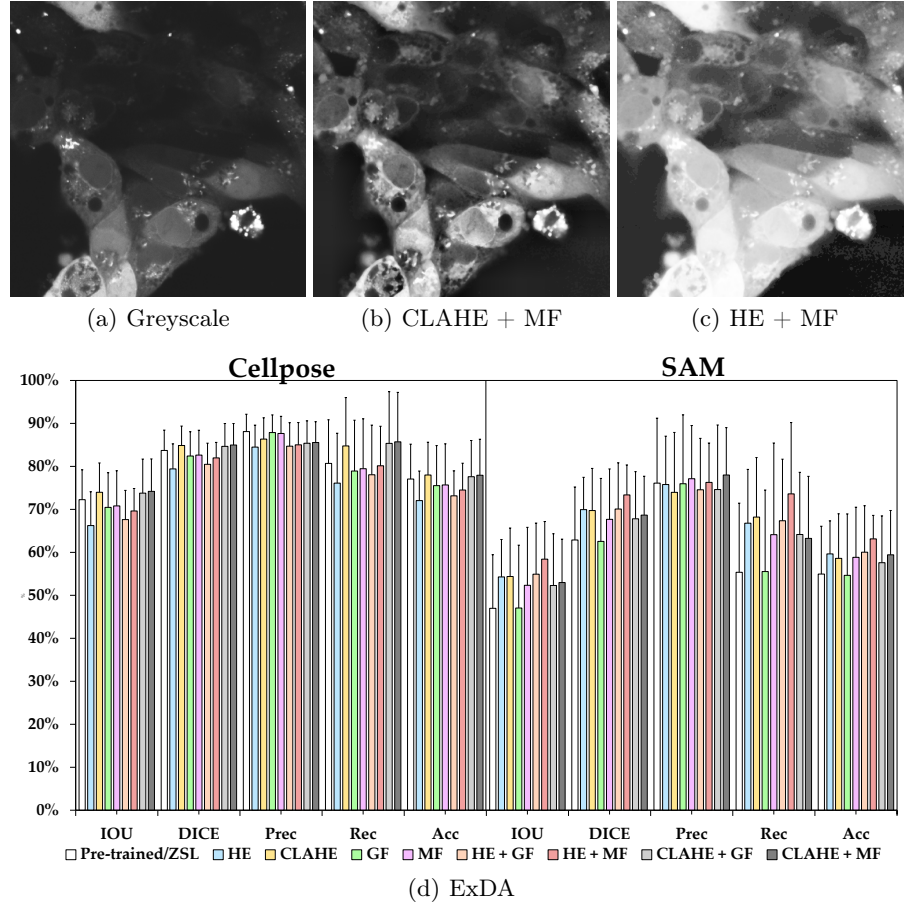 (a) Greyscale
(b) CLAHE + MF
(c) HE + MF
Cellpose
SAM
100%
90%
80%
70%
60%
50%
40%
30%
20%
10%
0%
IOU DICE Prec Rec Acc IOU DICE Prec Rec Acc
Pre-trained/ZSL HE CLAHE GF MF HE + GF HE + MF CLAHE + GF CLAHE + MF
(d) ExDA